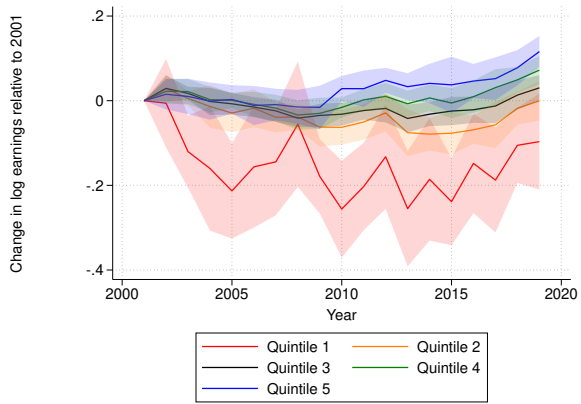 Change in log earnings relative to 2001
.2
0
-.2
-.4
2000 2005 2010 2015 2020
Year
Quintile 1 Quintile 2
Quintile 3 Quintile 4
Quintile 5